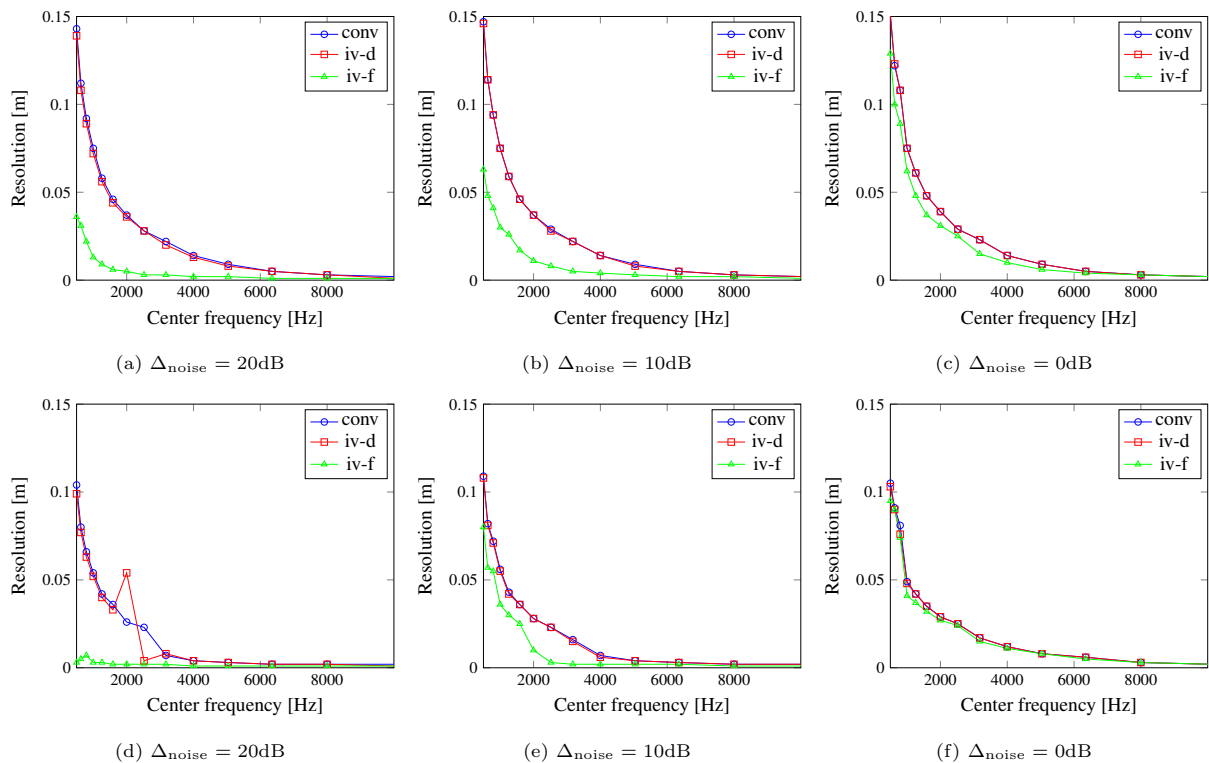 0.15
0.1
0.05
0
Resolution [m]
2000 4000 6000 8000
Center frequency [Hz]
conv
iv-d
iv-f
(a) Δnoise = 20dB
0.15
0.1
0.05
0
Resolution [m]
2000 4000 6000 8000
Center frequency [Hz]
conv
iv-d
iv-f
(b) Δnoise = 10dB
0.15
0.1
0.05
0
Resolution [m]
2000 4000 6000 8000
Center frequency [Hz]
conv
iv-d
iv-f
(c) Δnoise = 0dB
0.15
0.1
0.05
0
Resolution [m]
2000 4000 6000 8000
Center frequency [Hz]
conv
iv-d
iv-f
(d) Δnoise = 20dB
0.15
0.1
0.05
0
Resolution [m]
2000 4000 6000 8000
Center frequency [Hz]
conv
iv-d
iv-f
(e) Δnoise = 10dB
0.15
0.1
0.05
0
Resolution [m]
2000 4000 6000 8000
Center frequency [Hz]
conv
iv-d
iv-f
(f) Δnoise = 0dB